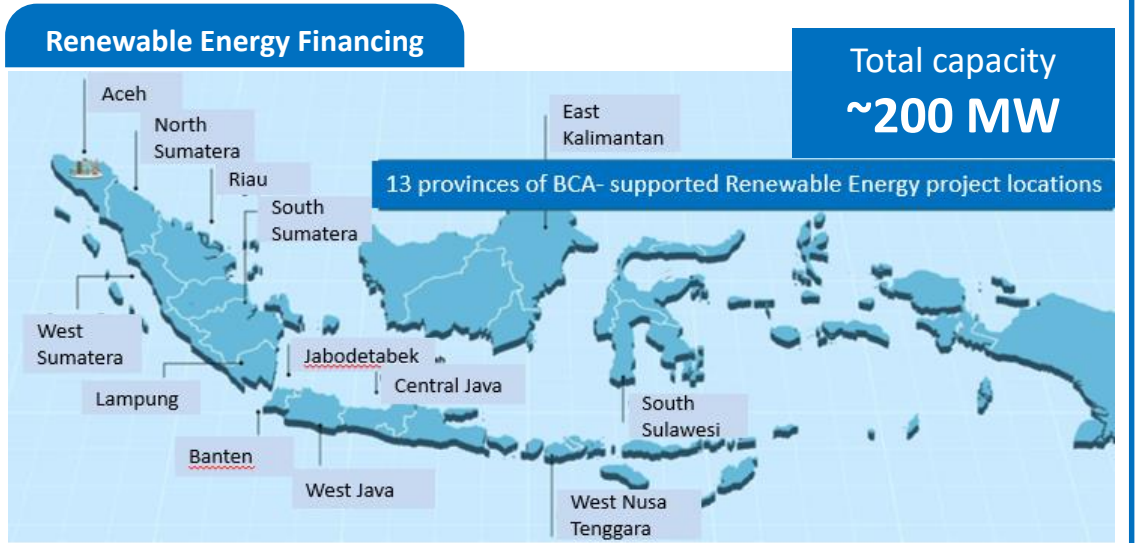 Renewable Energy Financing
Total capacity
~200 MW
13 provinces of BCA- supported Renewable Energy project locations
Aceh
North
Sumatera
Riau
South
Sumatera
East
Kalimantan
West
Sumatera
Lampung
Jabodetabek
Central Java
Banten
West Java
South
Sulawesi
West Nusa
Tenggara